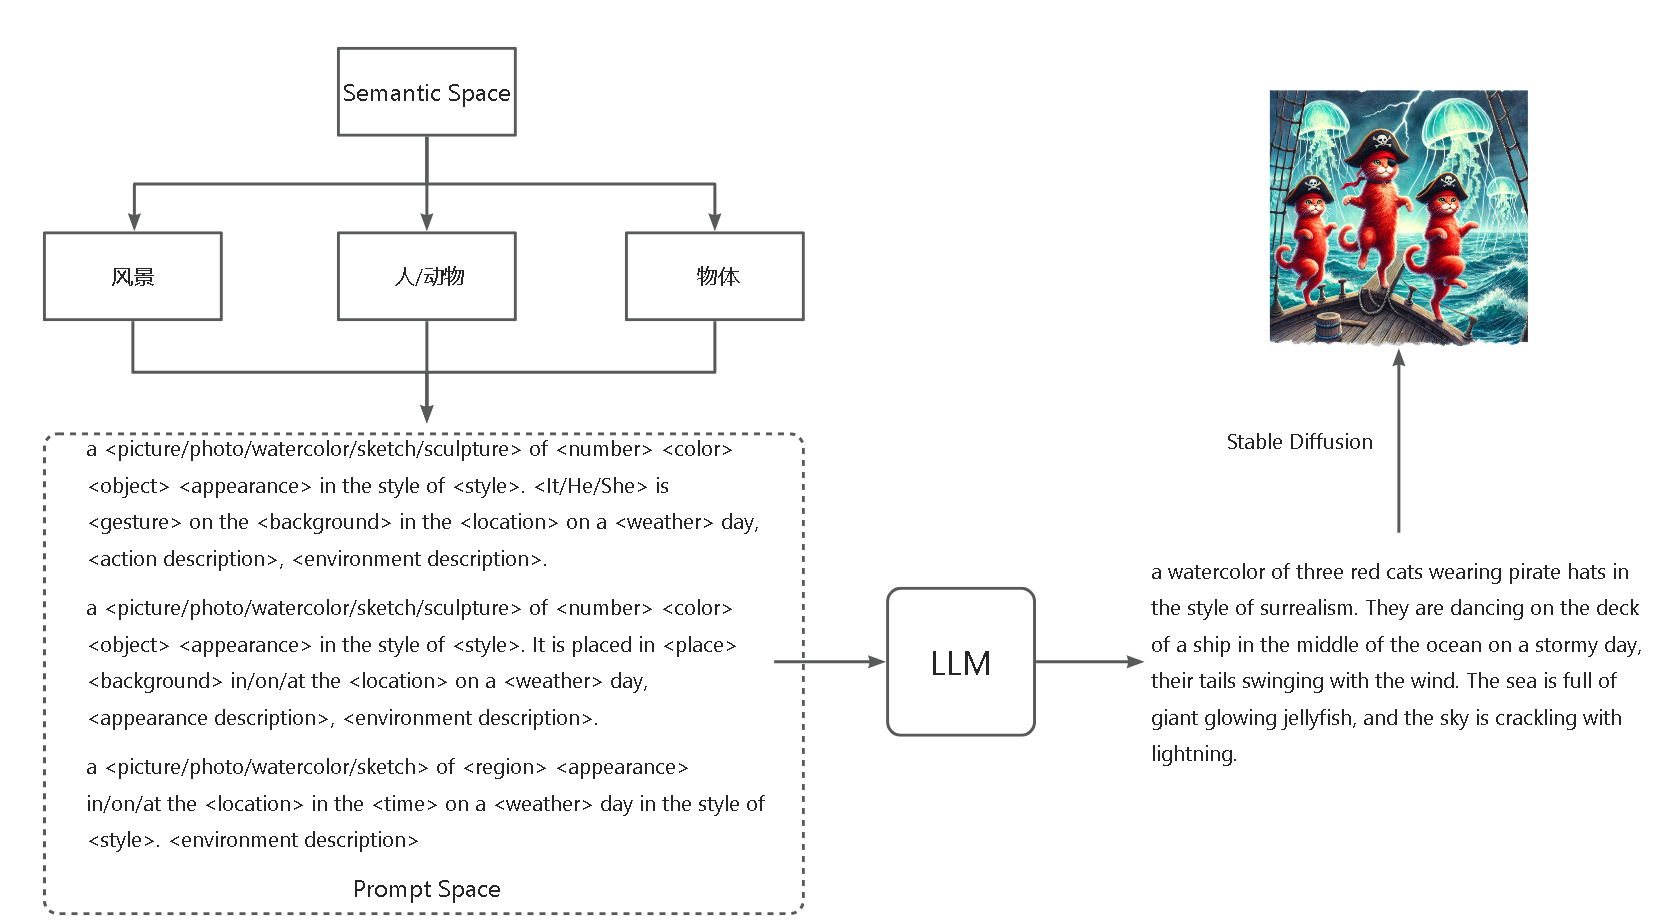 Semantic Space
风景
人/动物
物体
a <picture/photo/watercolor/sketch/sculpture> of <number> <color>
<object> <appearance> in the style of <style>. <It/He/She> is
<gesture> on the <background> in the <location> on a <weather> day,
<action description>, <environment description>.
a <picture/photo/watercolor/sketch/sculpture> of <number> <color>
<object> <appearance> in the style of <style>. It is placed in <place>
<background> in/on/at the <location> on a <weather> day,
<appearance description>, <environment description>.
a <picture/photo/watercolor/sketch> of <region> <appearance>
in/on/at the <location> in the <time> on a <weather> day in the style of
<style>. <environment description>
Prompt Space
LLM
a watercolor of three red cats wearing pirate hats in
the style of surrealism. They are dancing on the deck
of a ship in the middle of the ocean on a stormy day,
their tails swinging with the wind. The sea is full of
giant glowing jellyfish, and the sky is crackling with
lightning.
Stable Diffusion